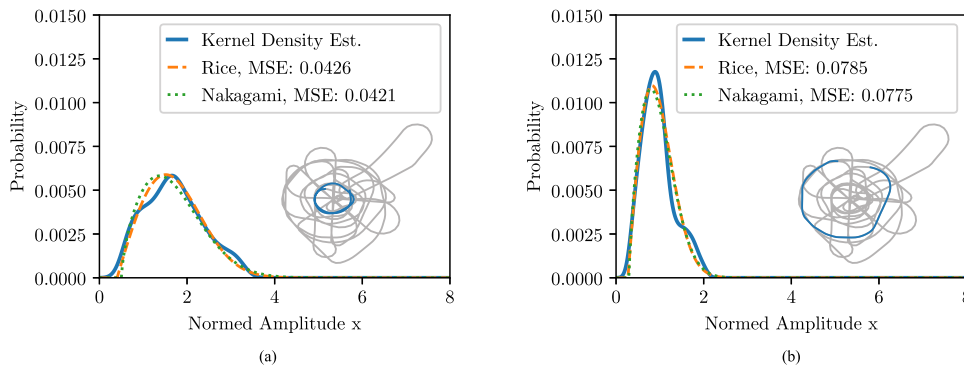 0.0150
0.0125
0.0100
0.0075
0.0050
0.0025
0.0000
Probability
Kernel Density Est.
Rice, MSE: 0.0426
Nakagami, MSE: 0.0421
0 2 4 6 8
Normed Amplitude x
(a)
0.0150
0.0125
0.0100
0.0075
0.0050
0.0025
0.0000
Probability
Kernel Density Est.
Rice, MSE: 0.0785
Nakagami, MSE: 0.0775
0 2 4 6 8
Normed Amplitude x
(b)